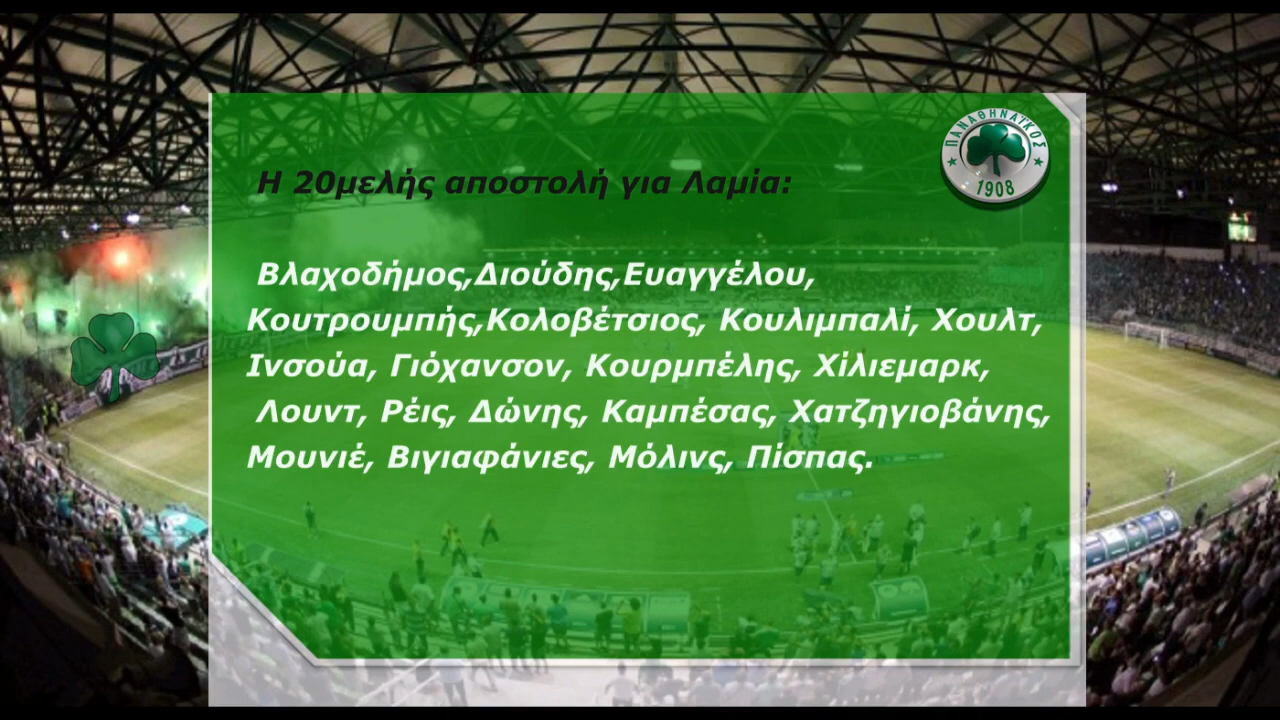 ΠΑΝΑΘΗΝΑΪΚΟΣ
1908
Η 20μελής αποστολή για Λαμία:
Βλαχοδήμος,Διούδης,Ευαγγέλου,
Κουτρουμπής,Κολοβέτσιος, Κουλιμπαλί, Χουλτ,
Ινσούα, Γιόχανσον, Κουρμπέλης, Χίλιεμαρκ,
Λουντ, Ρέις, Δώνης, Καμπέσας, Χατζηγιοβάνης,
Μουνιέ, Βιγιαφάνιες, Μόλινς, Πίσπας.